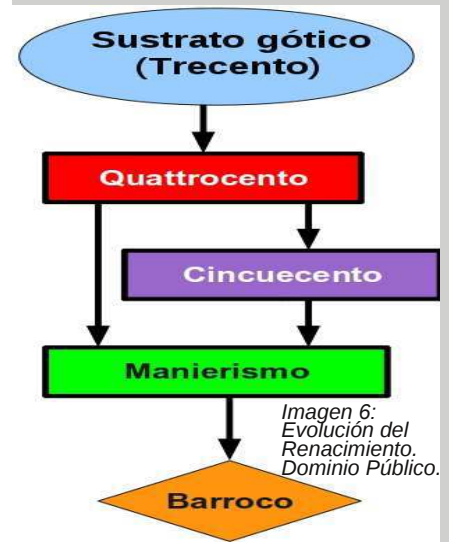 Sustrato gótico
(Trecento)
Quattrocento
Cincuecento
Manierismo
Imagen 6:
Evolución del
Renacimiento.
Dominio Público.
Barroco